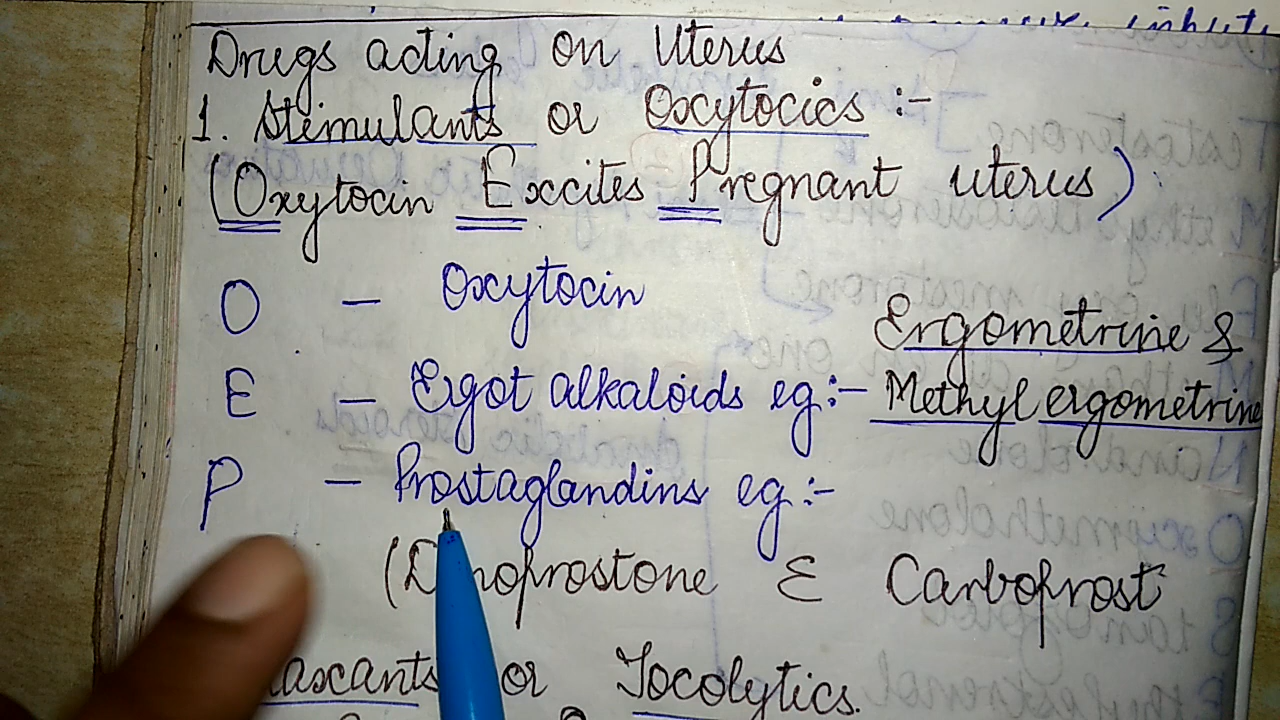 Drugs acting on Uterus
1. Stimulants or Oxytocics :-
(Oxytocin Excites Pregnant uterus)
O - Oxytocin
Ergometrine &
E - Ergot alkaloids eg:- Methyl ergometrine
P - Prostaglandins eg:-
(Dinoprostone & Carboprost
or Tocolytics.